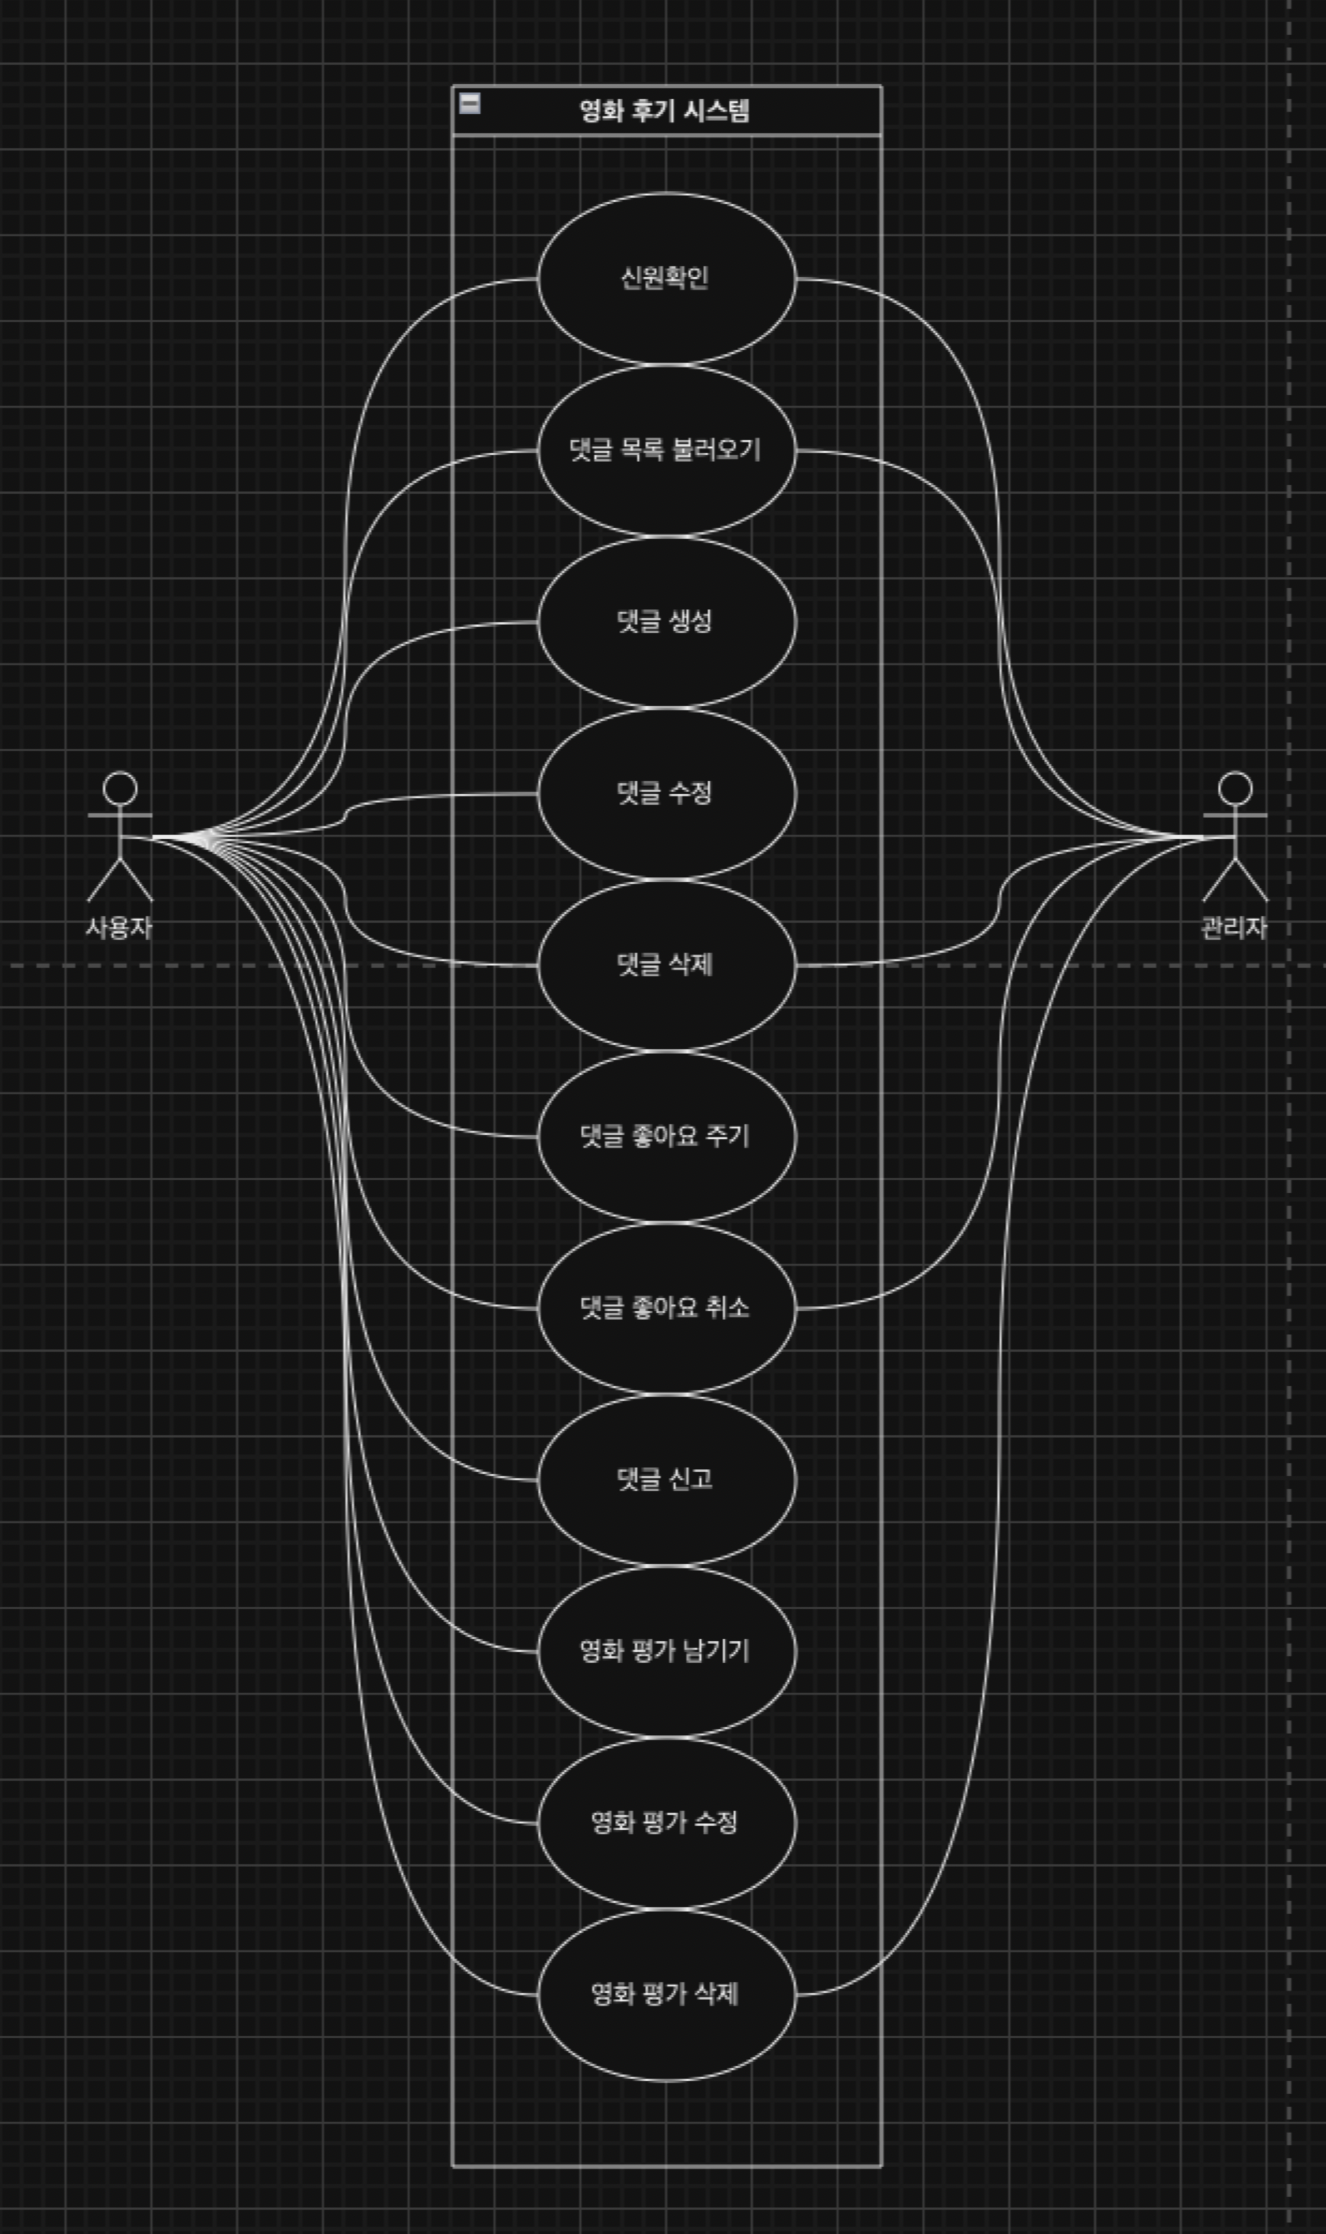 영화 후기 시스템
신원확인
댓글 목록 불러오기
댓글 생성
댓글 수정
사용자
관리자
댓글 삭제
댓글 좋아요 주기
댓글 좋아요 취소
댓글 신고
영화 평가 남기기
영화 평가 수정
영화 평가 삭제